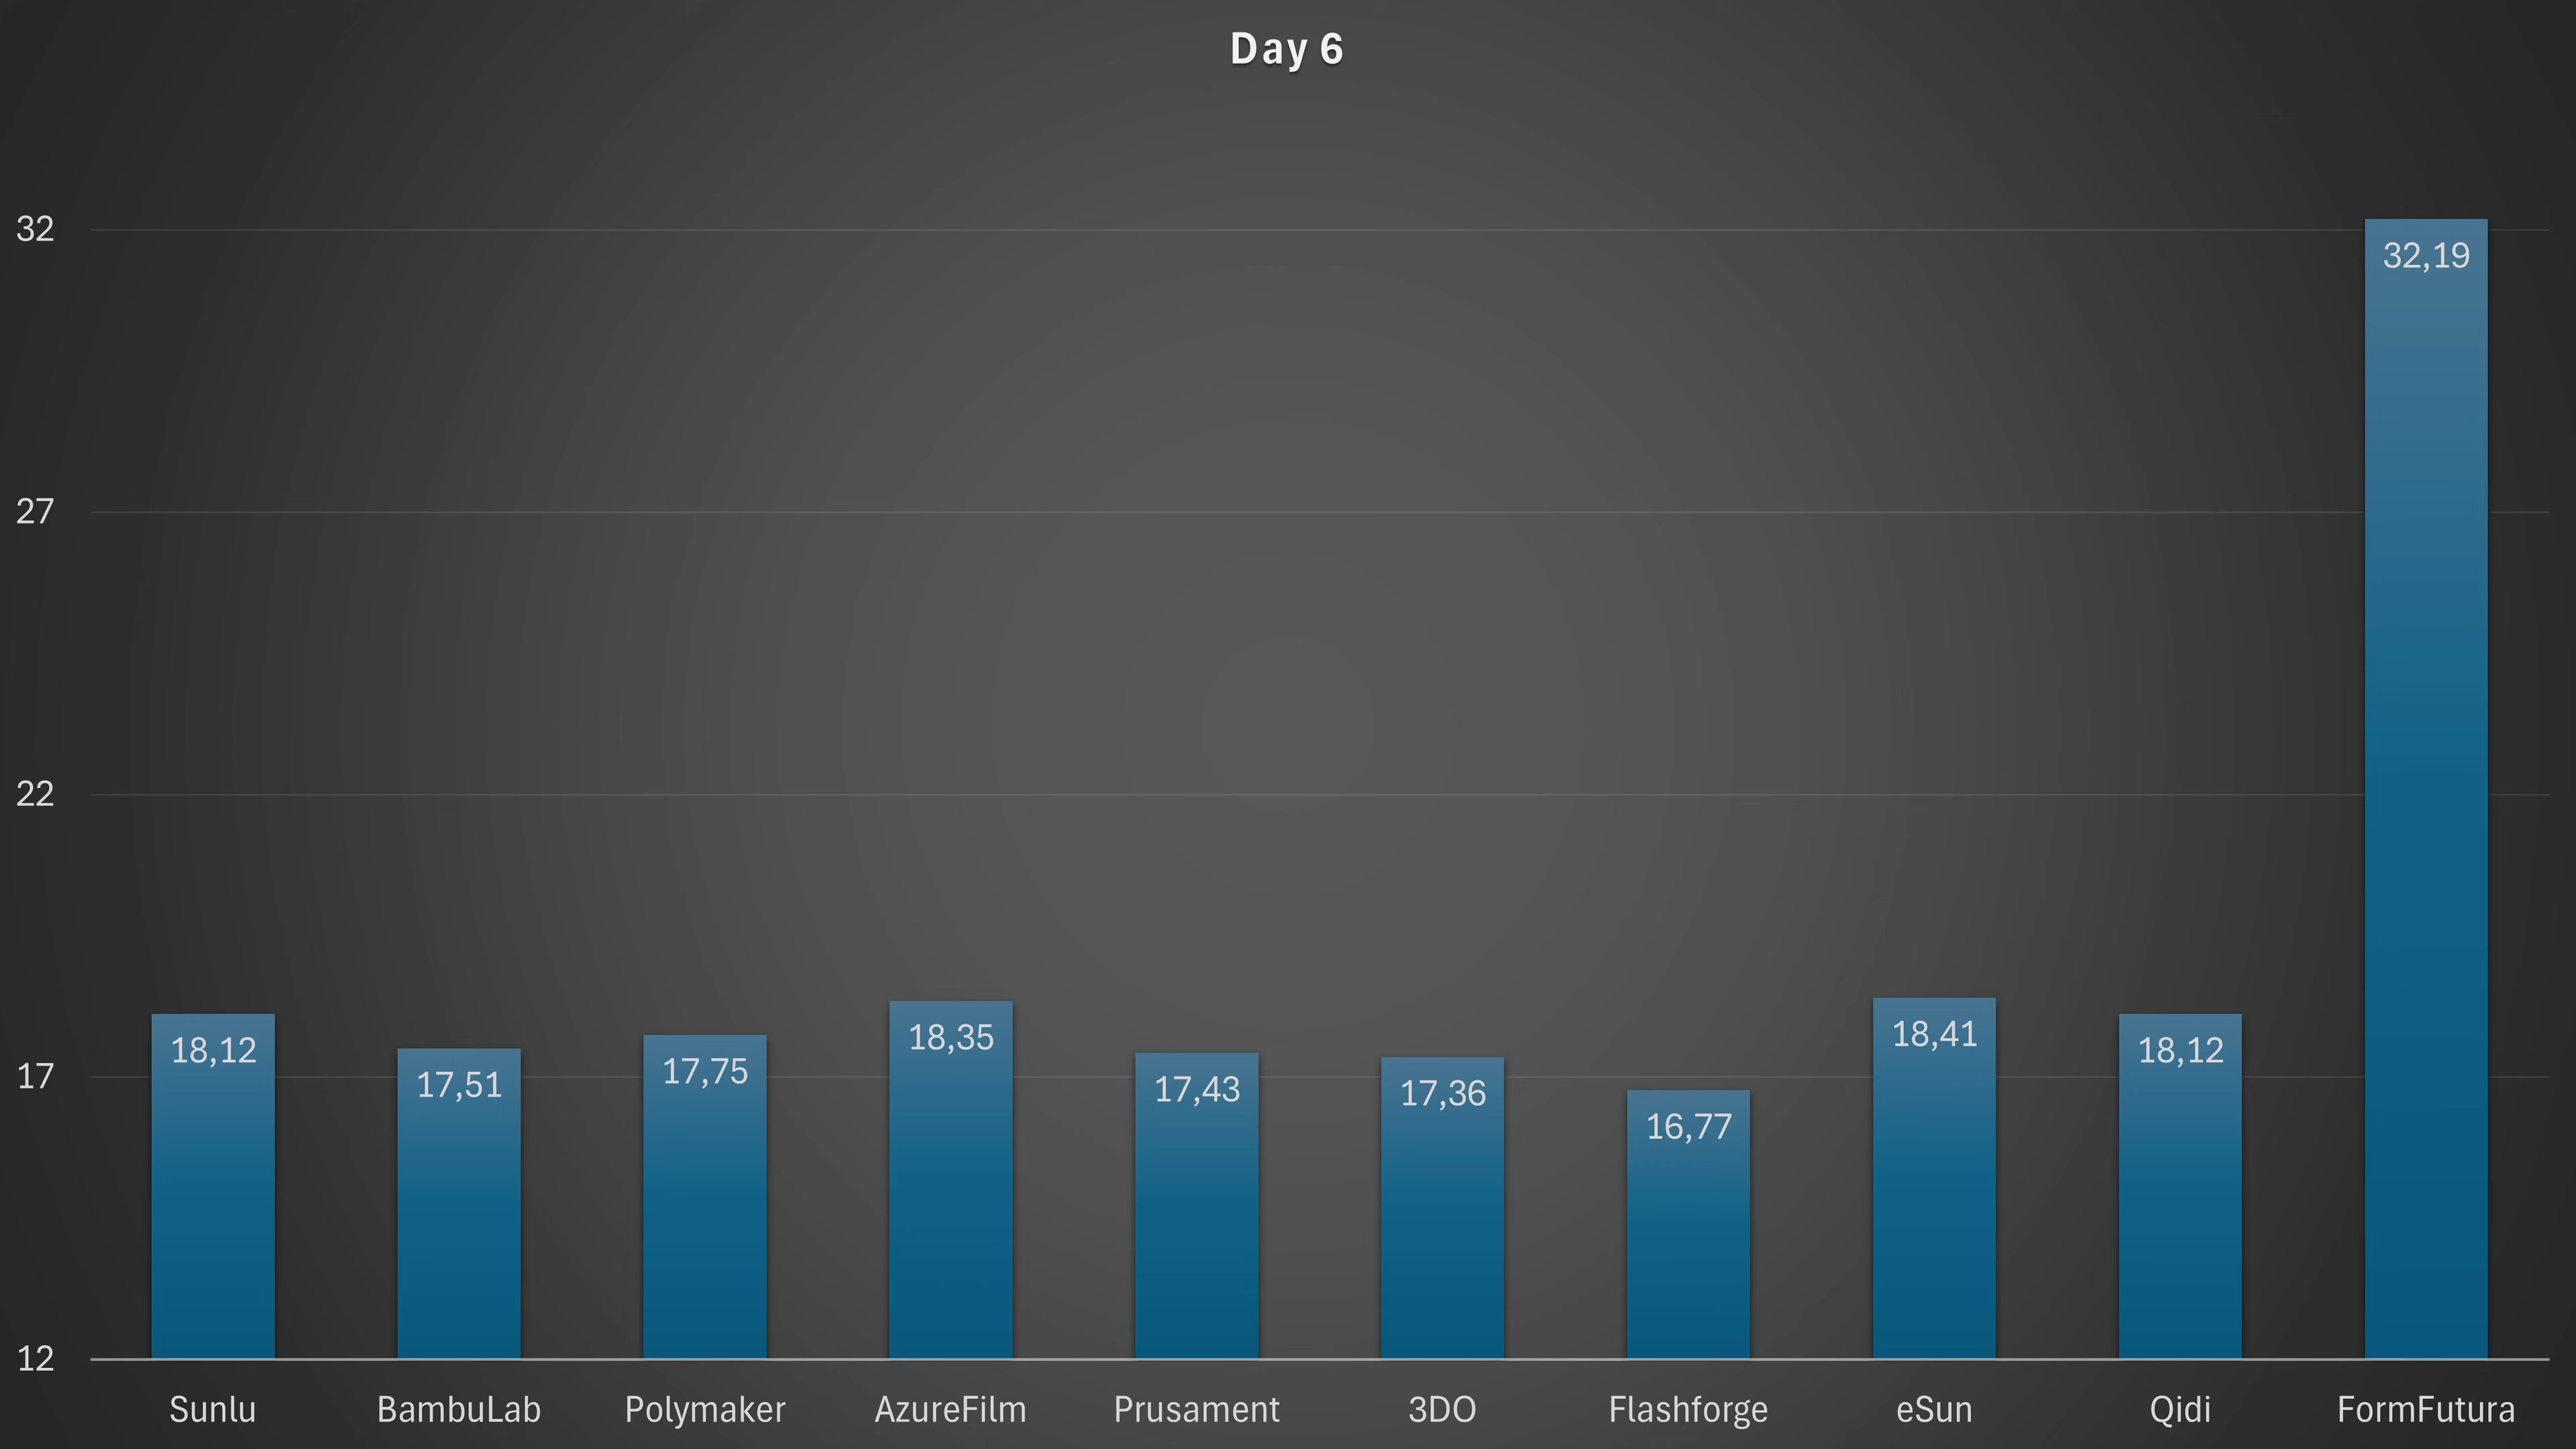 Day 6
32
27
22
17
12
18,12
17,51
17,75
18,35
17,43
17,36
16,77
18,41
18,12
32,19
Sunlu
BambuLab
Polymaker
AzureFilm
Prusament
3DO
Flashforge
eSun
Qidi
FormFutura